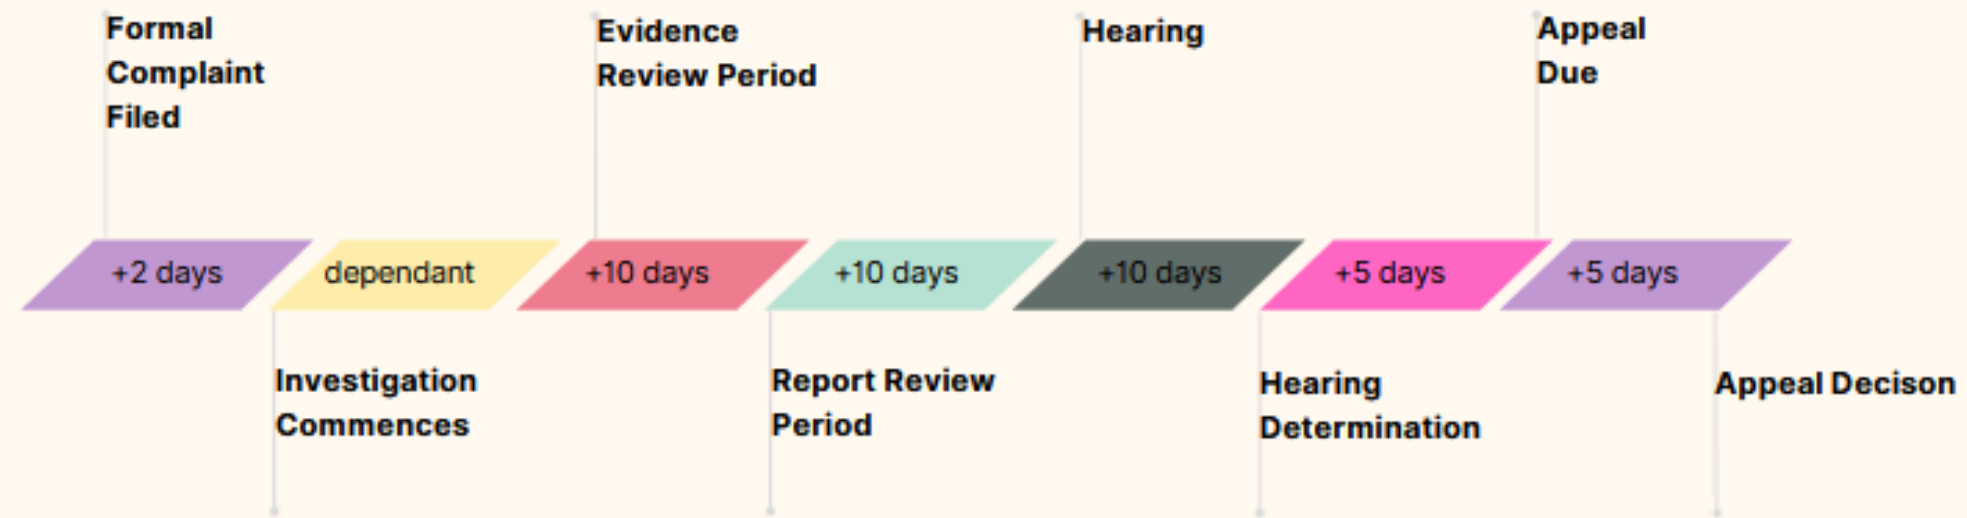 Formal
Complaint
Filed
Evidence
Review Period
Hearing
Appeal
Due
+2 days
dependant
+10 days
+10 days
+10 days
+5 days
+5 days
Investigation
Commences
Report Review
Period
Hearing
Determination
Appeal Decison